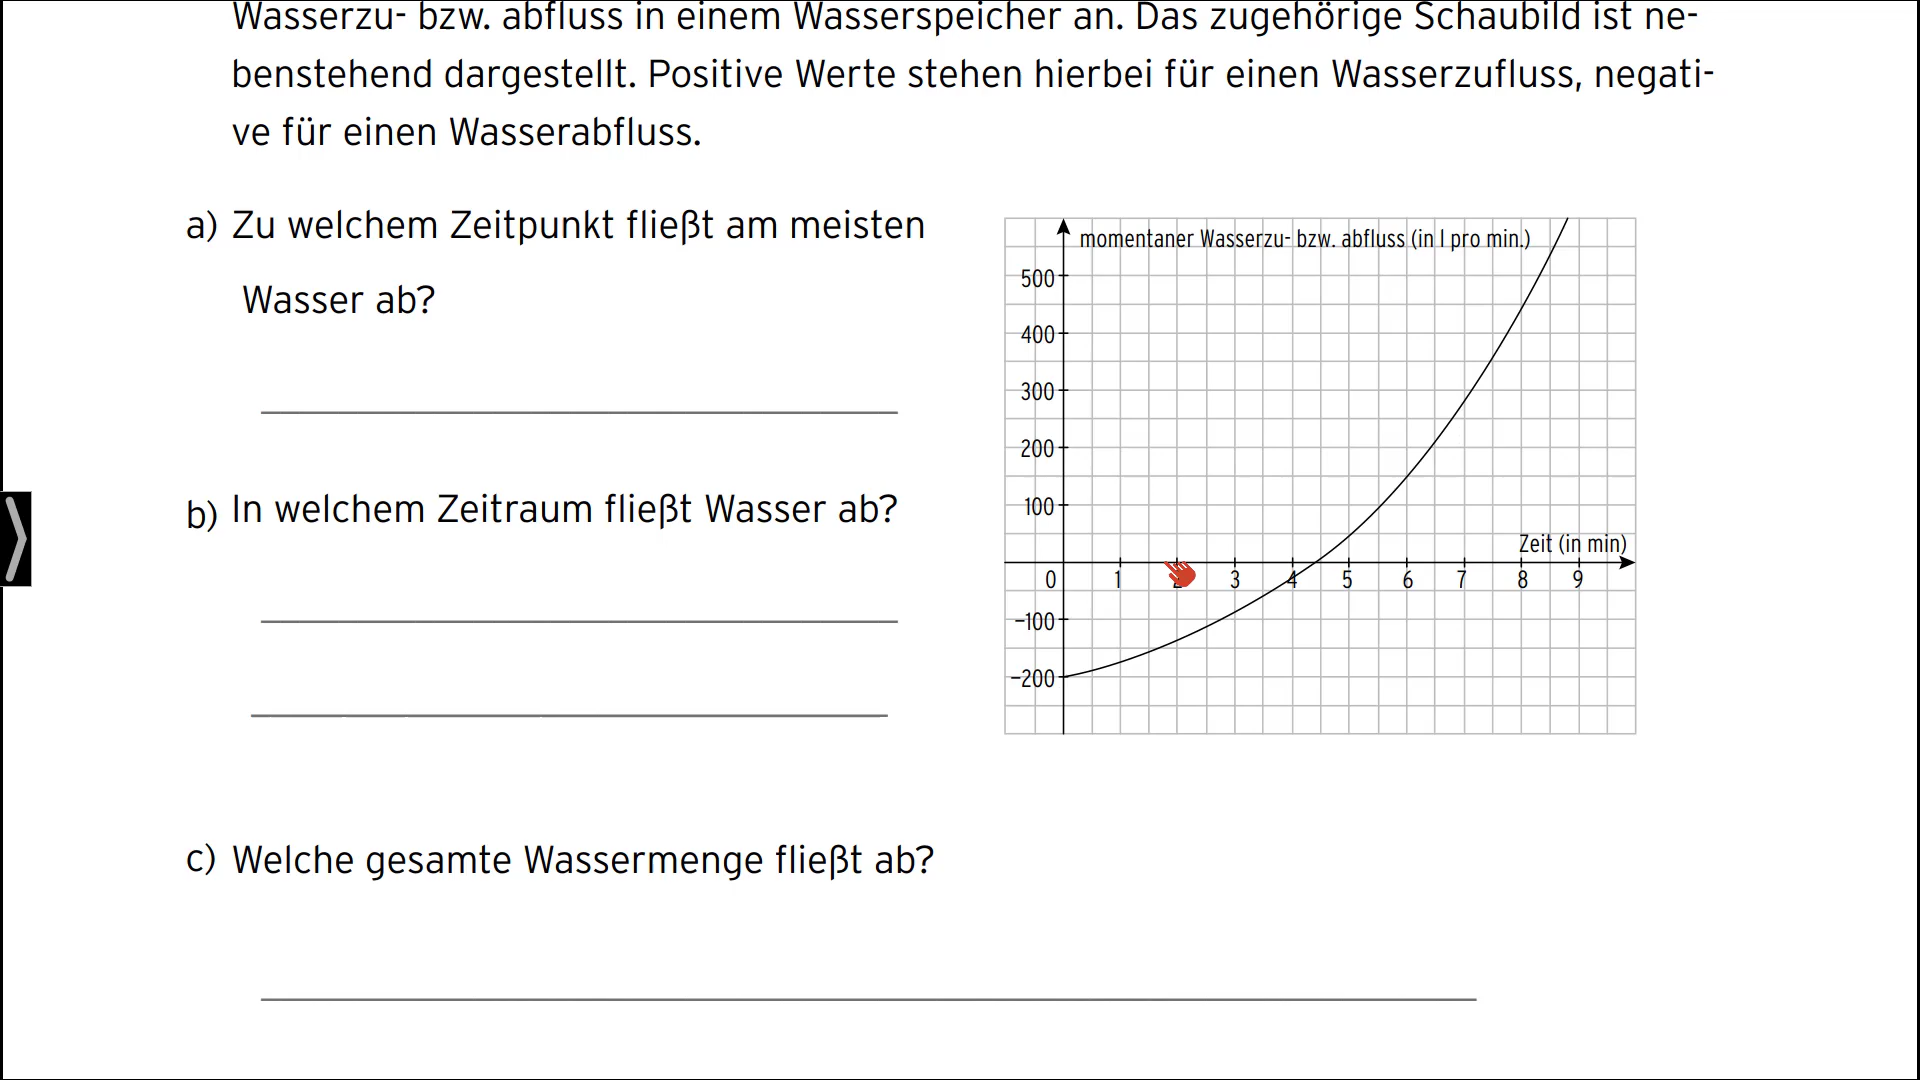 Wasserzu- bzw. abfluss in einem Wasserspeicher an. Das zugehörige Schaubild ist ne-
benstehend dargestellt. Positive Werte stehen hierbei für einen Wasserzufluss, negati-
ve für einen Wasserabfluss.
a) Zu welchem Zeitpunkt fließt am meisten
Wasser ab?
b) In welchem Zeitraum fließt Wasser ab?
c) Welche gesamte Wassermenge fließt ab?
momentaner Wasserzu- bzw. abfluss (in l pro min.)
500
400
300
200
100
Zeit (in min)
0 1 2 3 4 5 6 7 8 9
−100
−200